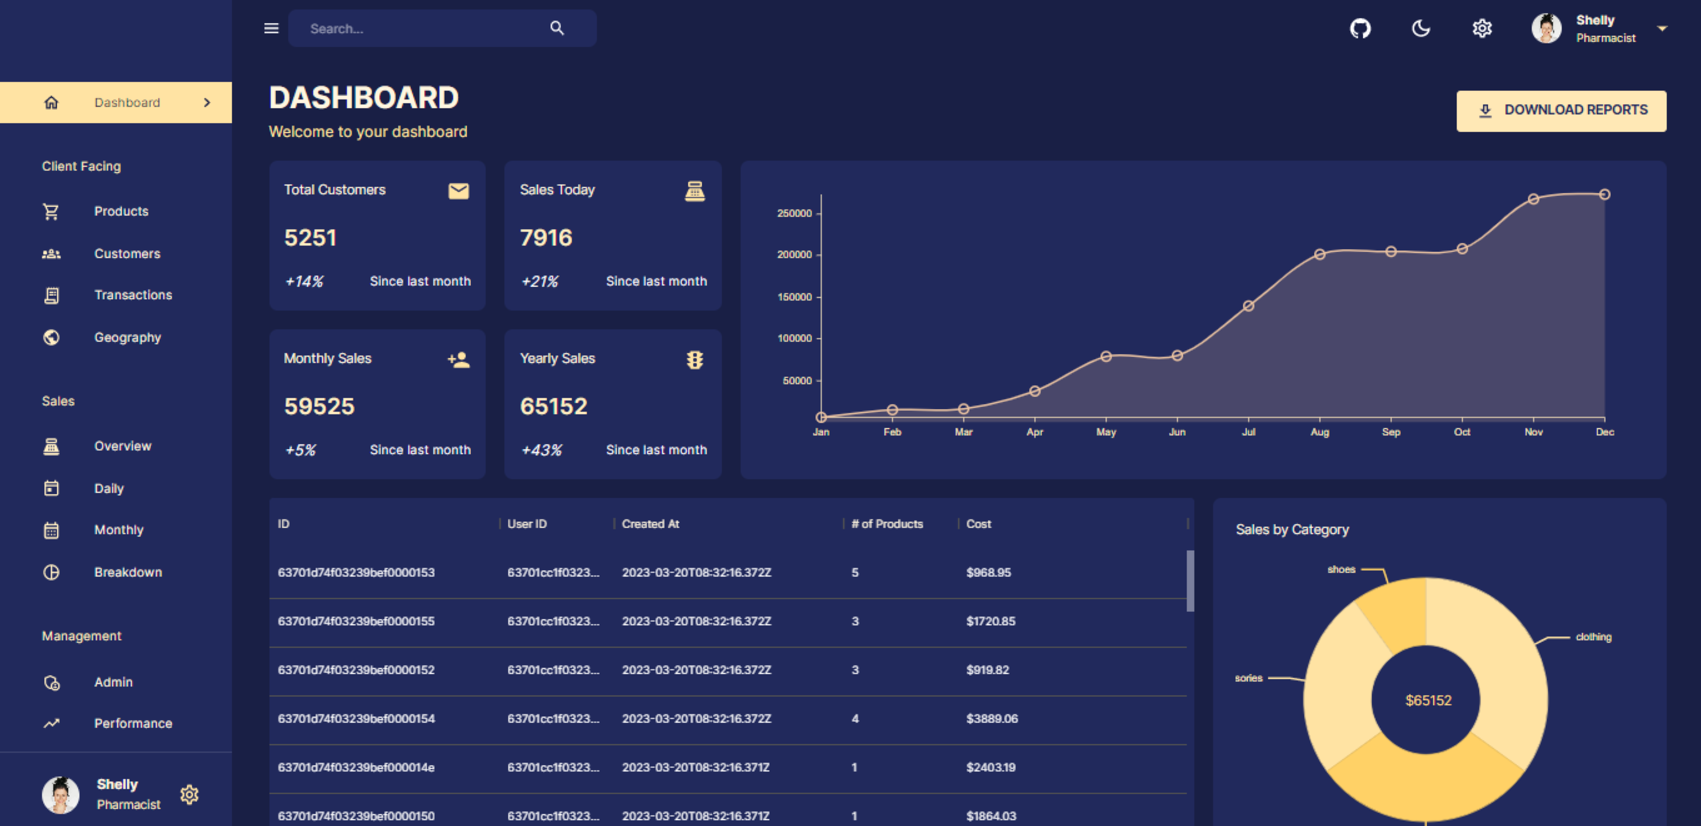 Search...
Shelly
Pharmacist
Dashboard
Client Facing
Products
Customers
Transactions
Geography
Sales
Overview
Daily
Monthly
Breakdown
Management
Admin
Performance
Shelly
Pharmacist
DASHBOARD
Welcome to your dashboard
DOWNLOAD REPORTS
Total Customers
5251
+14% Since last month
Sales Today
7916
+21% Since last month
Monthly Sales
59525
+5% Since last month
Yearly Sales
65152
+43% Since last month
250000
200000
150000
100000
50000
Jan Feb Mar Apr May Jun Jul Aug Sep Oct Nov Dec
ID User ID Created At # of Products Cost
63701d74f03239bef0000153 63701cc1f0323... 2023-03-20T08:32:16.372Z 5 $968.95
63701d74f03239bef0000155 63701cc1f0323... 2023-03-20T08:32:16.372Z 3 $1720.85
63701d74f03239bef0000152 63701cc1f0323... 2023-03-20T08:32:16.372Z 3 $919.82
63701d74f03239bef0000154 63701cc1f0323... 2023-03-20T08:32:16.372Z 4 $3889.06
63701d74f03239bef000014e 63701cc1f0323... 2023-03-20T08:32:16.371Z 1 $2403.19
63701d74f03239bef0000150 63701cc1f0323... 2023-03-20T08:32:16.371Z 1 $1864.03
Sales by Category
shoes
clothing
sories
$65152